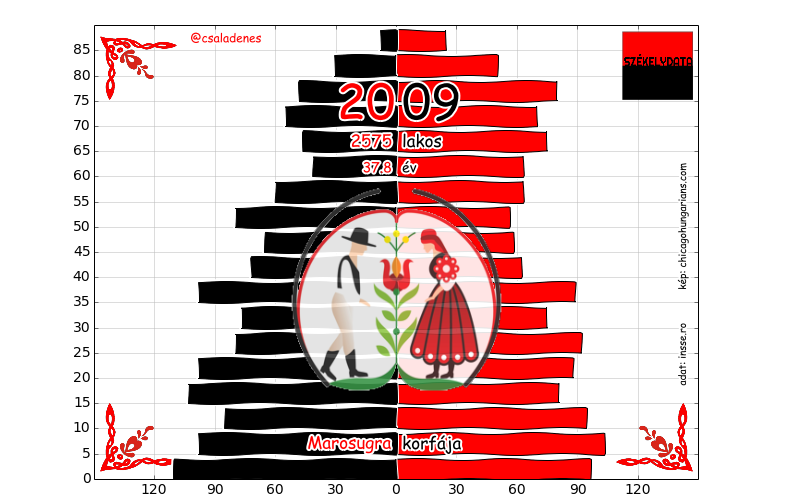 @csaladenes
SZÉKELYDATA
2009
2575 lakos
37.8 év
kép: chicagohungarians.com
adat: insse.ro
Marosugra korfája
85
80
75
70
65
60
55
50
45
40
35
30
25
20
15
10
5
0
120 90 60 30 0 30 60 90 120